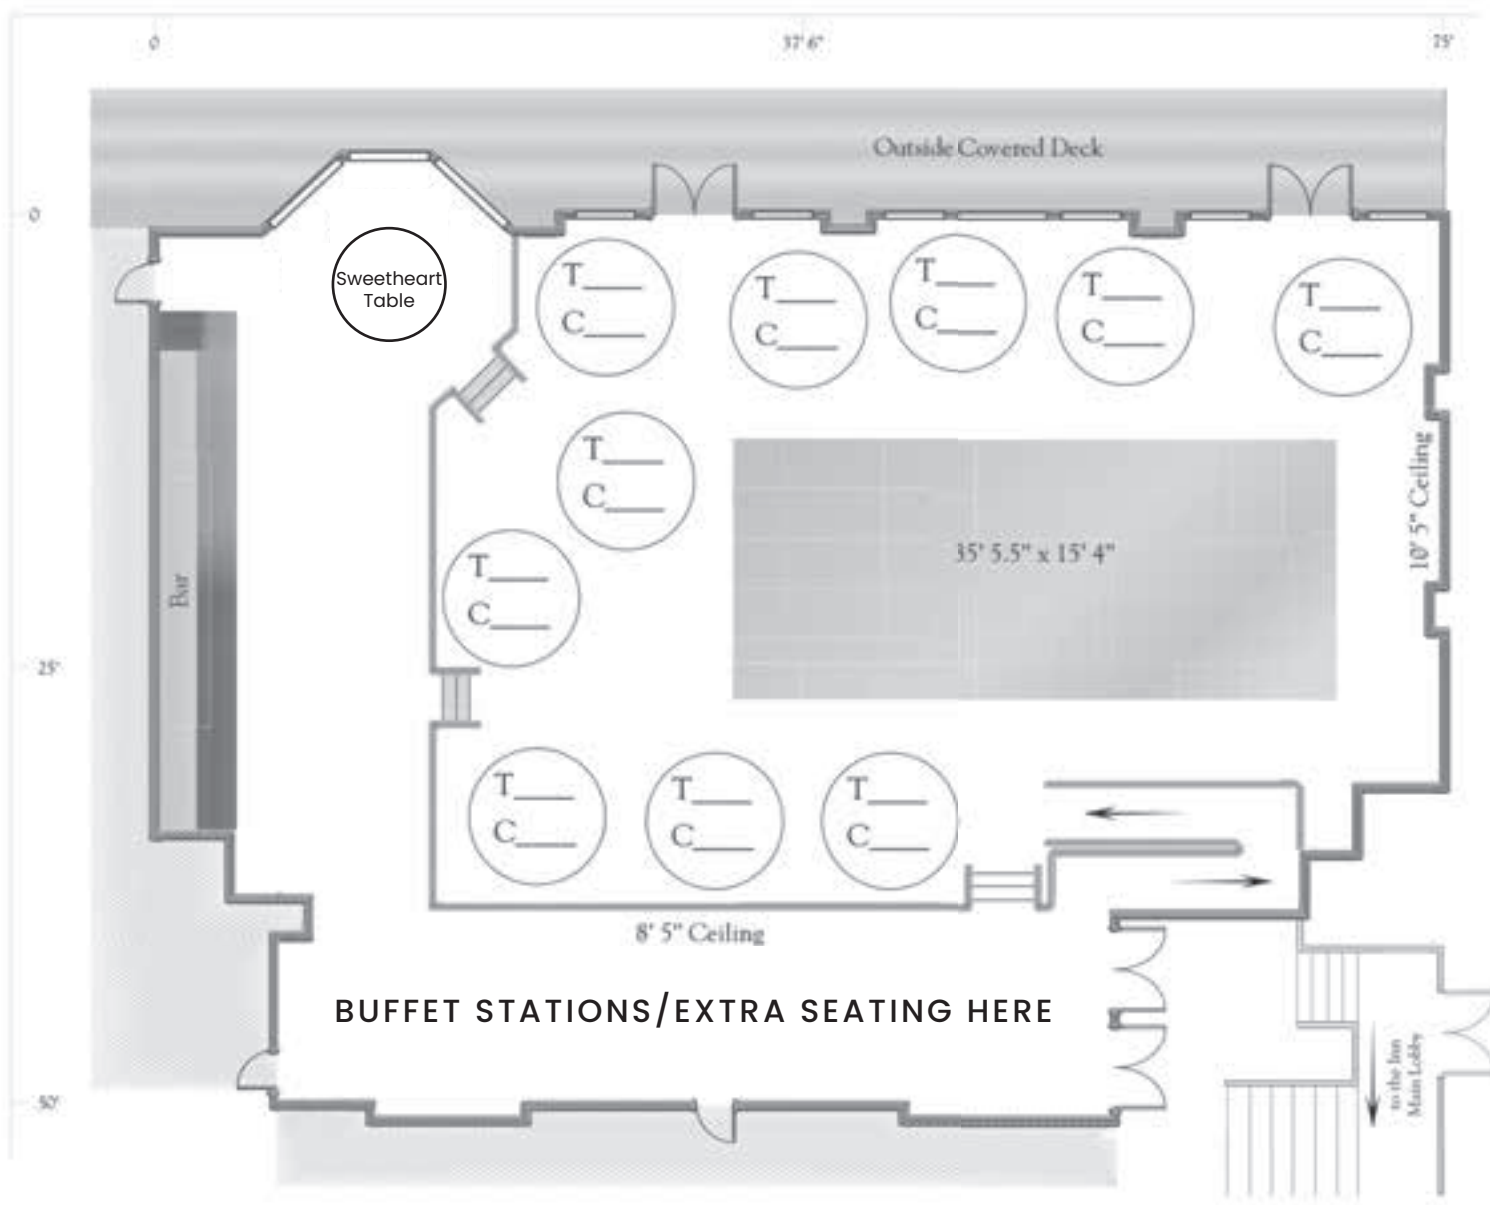 0
37' 6"
75'
Outside Covered Deck
0
Sweetheart
Table
T____
C____
T____
C____
T____
C____
T____
C____
T____
C____
T____
C____
10' 5" Ceiling
35' 5.5" x 15' 4"
T____
C____
Bar
25'
T____
C____
T____
C____
T____
C____
8' 5" Ceiling
BUFFET STATIONS/EXTRA SEATING HERE
to the Inn
Main Lobby
50'